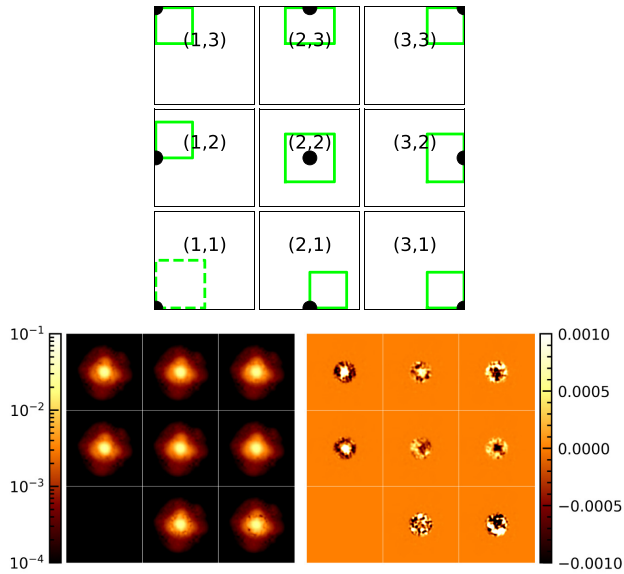 (1,3) (2,3) (3,3)
(1,2) (2,2) (3,2)
(1,1) (2,1) (3,1)
10⁻¹ 0.0010
0.0005
10⁻² 0.0000
10⁻³ −0.0005
10⁻⁴ −0.0010